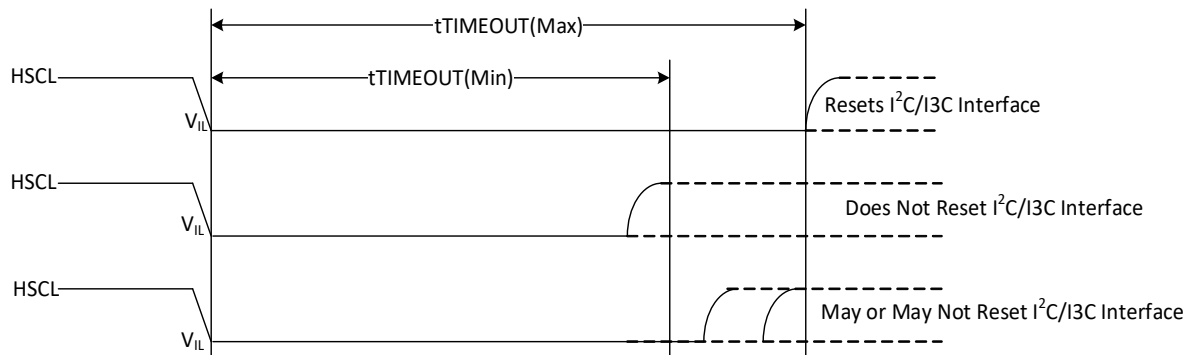 tTIMEOUT(Max)
HSCL
tTIMEOUT(Min)
Resets I²C/I3C Interface
VIL
HSCL
Does Not Reset I²C/I3C Interface
VIL
HSCL
May or May Not Reset I²C/I3C Interface
VIL